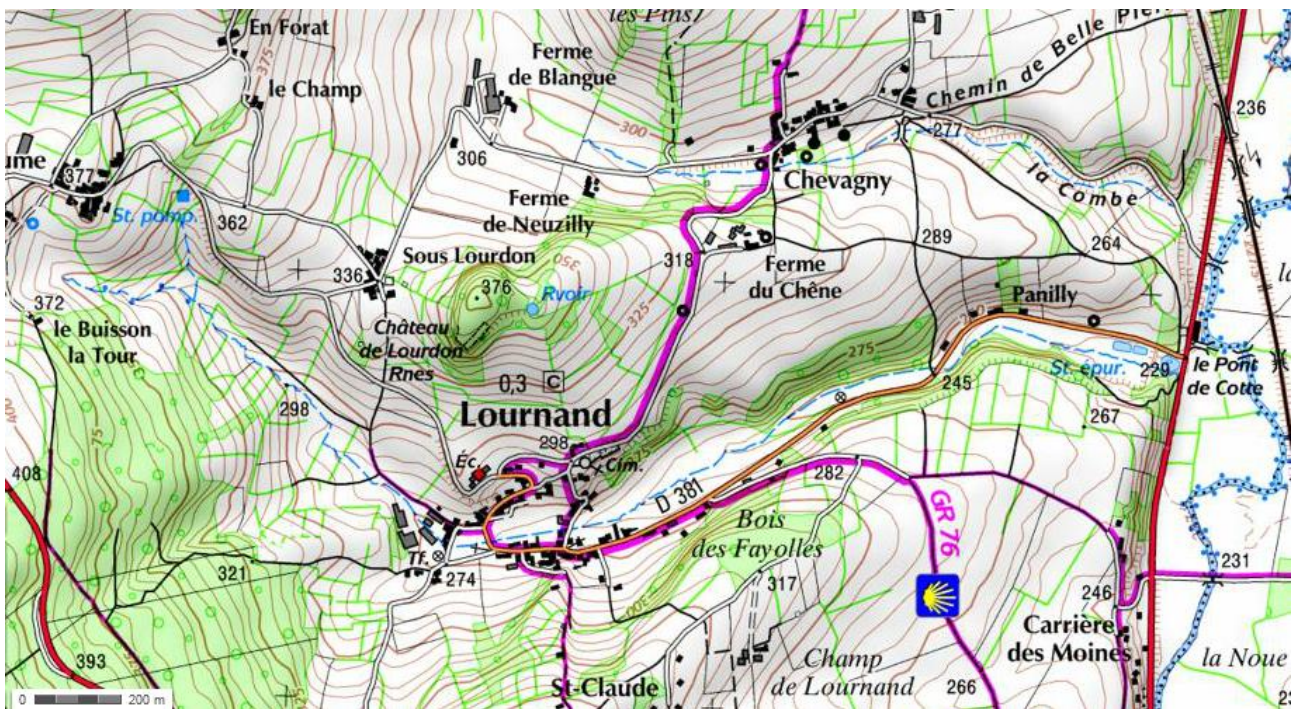 les Pins
En Forat
375
Ferme
de Blangue
le Champ
Chemin de Belle
236
300
277
306
377
Chevagny
la Combe
St. pomp.
Ferme
de Neuzilly
362
289
264
Sous Lourdon
350
318
Ferme
du Chêne
336
376
Rvoir
325
Panilly
372
le Buisson
la Tour
Château
de Lourdon
Rnes
275
St. epur.
229
le Pont
de Cotte
0,3 C
245
298
Lournand
267
298
408
Éc.
Cim.
282
D 381
GR 76
Bois
des Fayolles
Tf.
321
274
317
231
246
300
Carrière
des Moines
393
Champ
de Lournand
la Noue
St-Claude
266
0 200 m